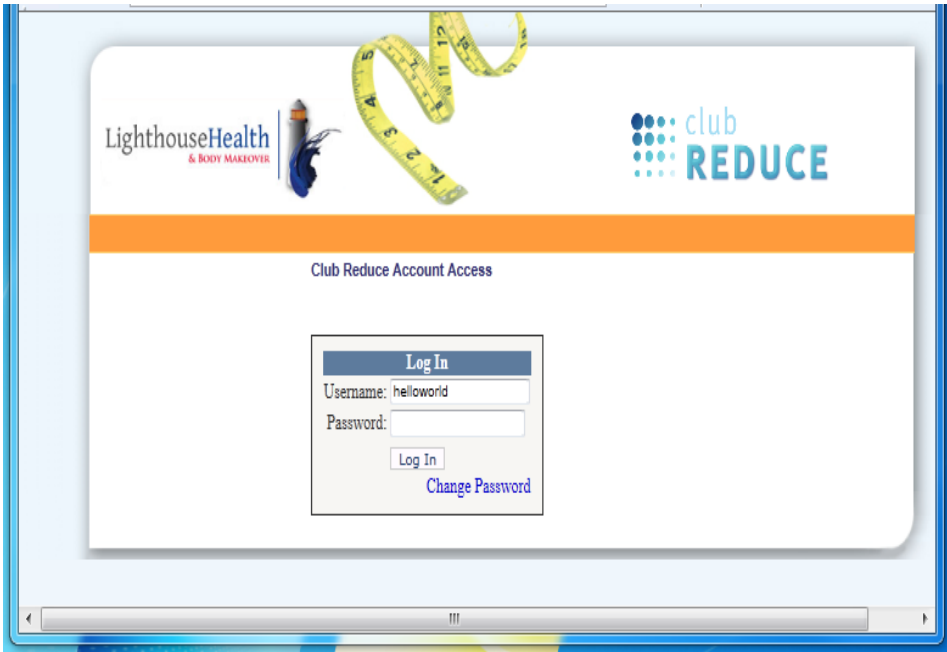 LighthouseHealth
& BODY MAKEOVER
club
REDUCE
Club Reduce Account Access
Log In
Username: helloworld
Password:
Log In
Change Password